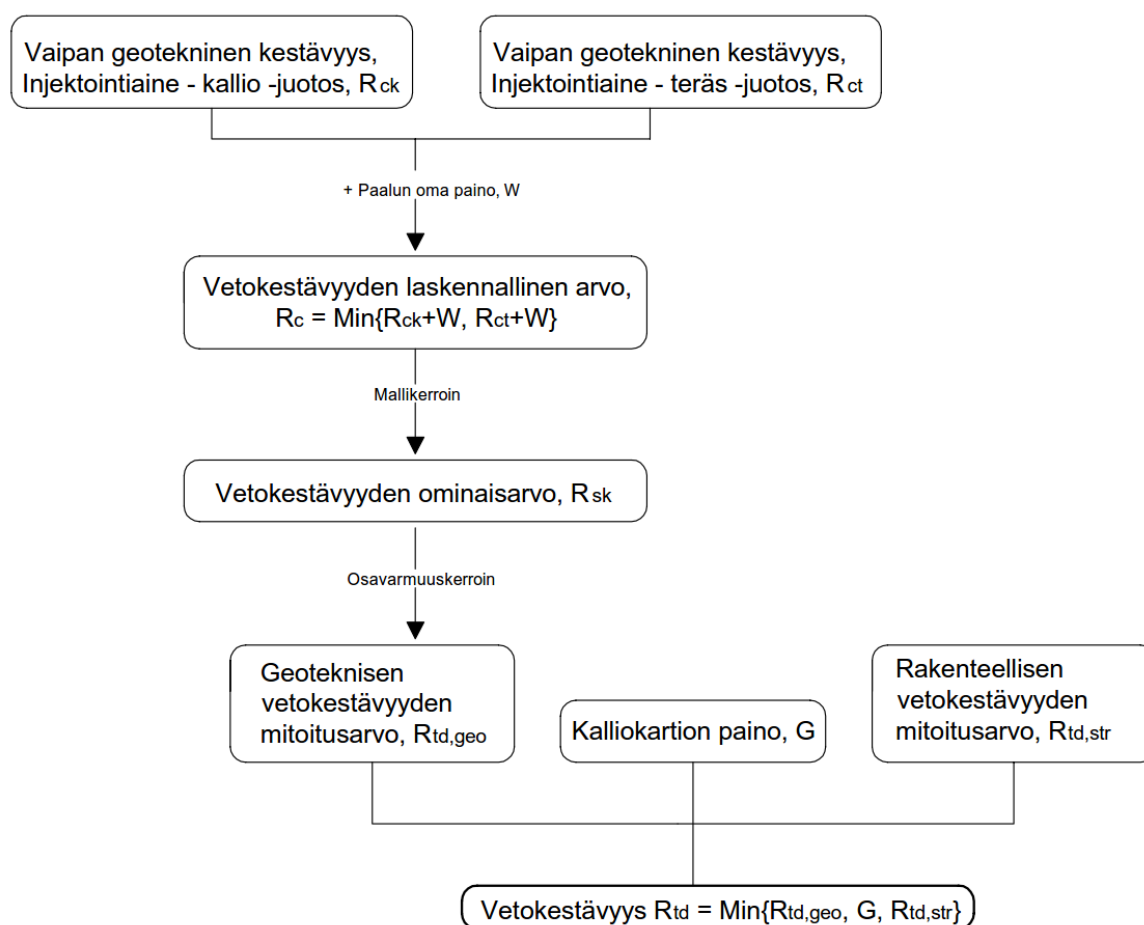 Vaipan geotekninen kestävyys,
Injektointiaine - kallio -juotos, Rck
Vaipan geotekninen kestävyys,
Injektointiaine - teräs -juotos, Rct
+ Paalun oma paino, W
Vetokestävyyden laskennallinen arvo,
Rc = Min{Rck+W, Rct+W}
Mallikerroin
Vetokestävyyden ominaisarvo, Rsk
Osavarmuuskerroin
Geoteknisen
vetokestävyyden
mitoitusarvo, Rtd,geo
Kalliokartion paino, G
Rakenteellisen
vetokestävyyden
mitoitusarvo, Rtd,str
Vetokestävyys Rtd = Min{Rtd,geo, G, Rtd,str}